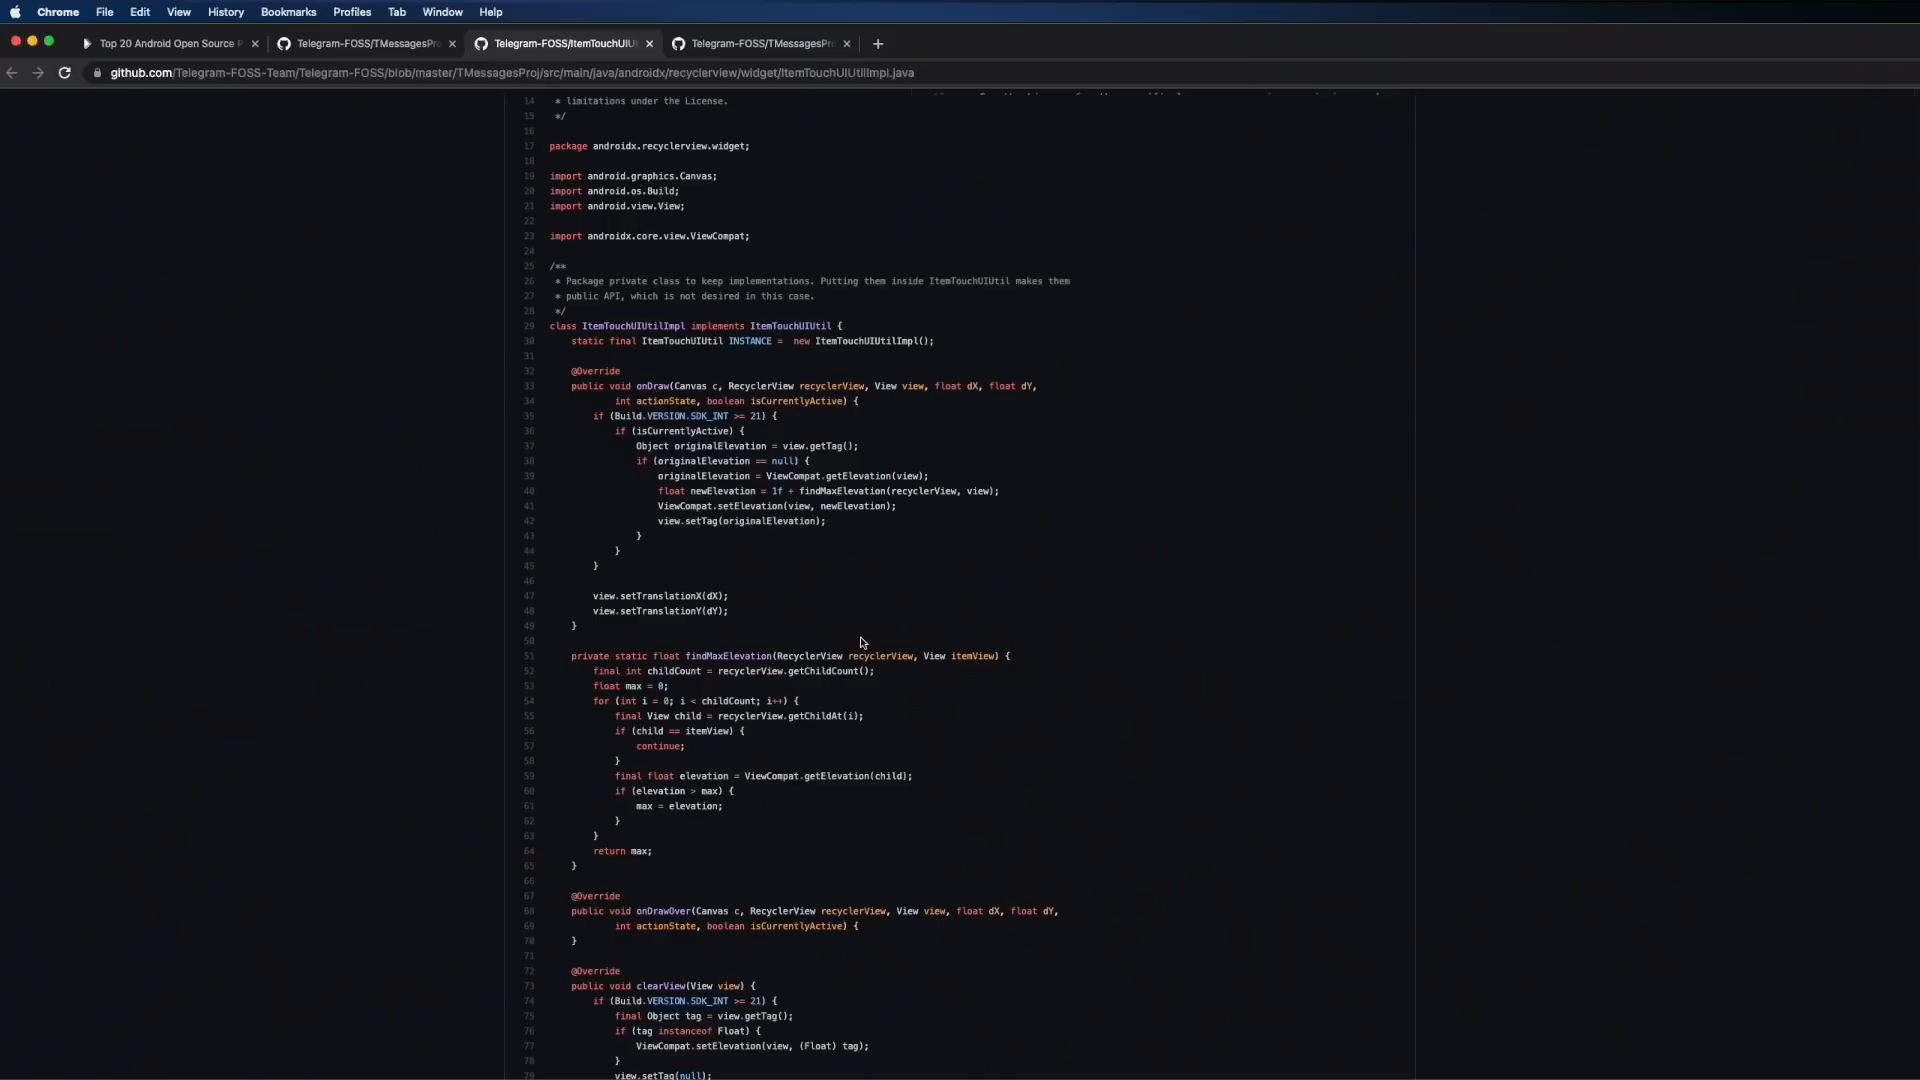 Chrome File Edit View History Bookmarks Profiles Tab Window Help
Top 20 Android Open Source Telegram-FOSS/TMessagesPro Telegram-FOSS/ItemTouchUIU Telegram-FOSS/TMessagesPro
github.com/Telegram-FOSS-Team/Telegram-FOSS/blob/master/TMessagesProj/src/main/java/androidx/recyclerview/widget/ItemTouchUIUtilImpl.java
14 * limitations under the License.
15 */
16
17 package androidx.recyclerview.widget;
18
19 import android.graphics.Canvas;
20 import android.os.Build;
21 import android.view.View;
22
23 import androidx.core.view.ViewCompat;
24
25 /**
26 * Package private class to keep implementations. Putting them inside ItemTouchUIUtil makes them
27 * public API, which is not desired in this case.
28 */
29 class ItemTouchUIUtilImpl implements ItemTouchUIUtil {
30 static final ItemTouchUIUtil INSTANCE = new ItemTouchUIUtilImpl();
31
32 @Override
33 public void onDraw(Canvas c, RecyclerView recyclerView, View view, float dX, float dY,
34 int actionState, boolean isCurrentlyActive) {
35 if (Build.VERSION.SDK_INT >= 21) {
36 if (isCurrentlyActive) {
37 Object originalElevation = view.getTag();
38 if (originalElevation == null) {
39 originalElevation = ViewCompat.getElevation(view);
40 float newElevation = 1f + findMaxElevation(recyclerView, view);
41 ViewCompat.setElevation(view, newElevation);
42 view.setTag(originalElevation);
43 }
44 }
45 }
46
47 view.setTranslationX(dX);
48 view.setTranslationY(dY);
49 }
50
51 private static float findMaxElevation(RecyclerView recyclerView, View itemView) {
52 final int childCount = recyclerView.getChildCount();
53 float max = 0;
54 for (int i = 0; i < childCount; i++) {
55 final View child = recyclerView.getChildAt(i);
56 if (child == itemView) {
57 continue;
58 }
59 final float elevation = ViewCompat.getElevation(child);
60 if (elevation > max) {
61 max = elevation;
62 }
63 }
64 return max;
65 }
66
67 @Override
68 public void onDrawOver(Canvas c, RecyclerView recyclerView, View view, float dX, float dY,
69 int actionState, boolean isCurrentlyActive) {
70 }
71
72 @Override
73 public void clearView(View view) {
74 if (Build.VERSION.SDK_INT >= 21) {
75 final Object tag = view.getTag();
76 if (tag instanceof Float) {
77 ViewCompat.setElevation(view, (Float) tag);
78 }
79 view.setTag(null);